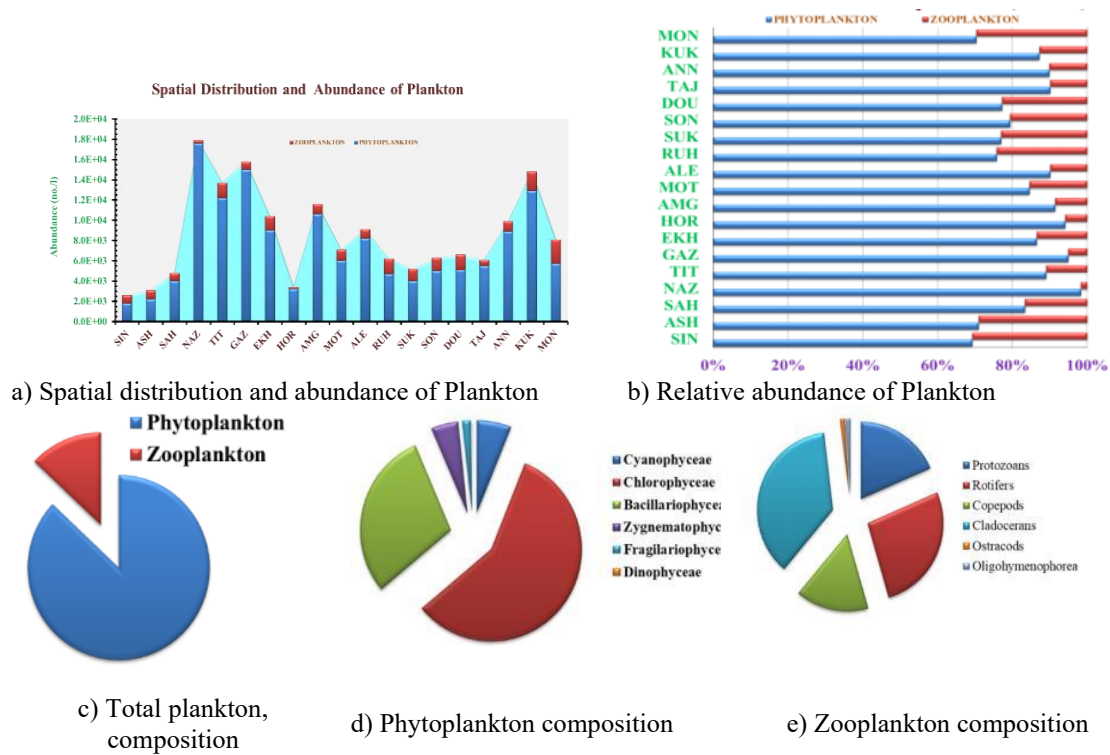 Spatial Distribution and Abundance of Plankton
ZOOPLANKTON PHYTOPLANKTON
Abundance (no./l)
2.0E+04
1.8E+04
1.6E+04
1.4E+04
1.2E+04
1.0E+04
8.0E+03
6.0E+03
4.0E+03
2.0E+03
0.0E+00
SIN ASH SAH NAZ TIT GAZ EKH HOR AMG MOT ALE RUH SUK SON DOU TAJ ANN KUK MON
a) Spatial distribution and abundance of Plankton
PHYTOPLANKTON ZOOPLANKTON
MON
KUK
ANN
TAJ
DOU
SON
SUK
RUH
ALE
MOT
AMG
HOR
EKH
GAZ
TIT
NAZ
SAH
ASH
SIN
0% 20% 40% 60% 80% 100%
b) Relative abundance of Plankton
Phytoplankton
Zooplankton
c) Total plankton,
composition
Cyanophyceae
Chlorophyceae
Bacillariophycea
Zygnematophyc
Fragilariophyce
Dinophyceae
d) Phytoplankton composition
Protozoans
Rotifers
Copepods
Cladocerans
Ostracods
Oligohymenophorea
e) Zooplankton composition